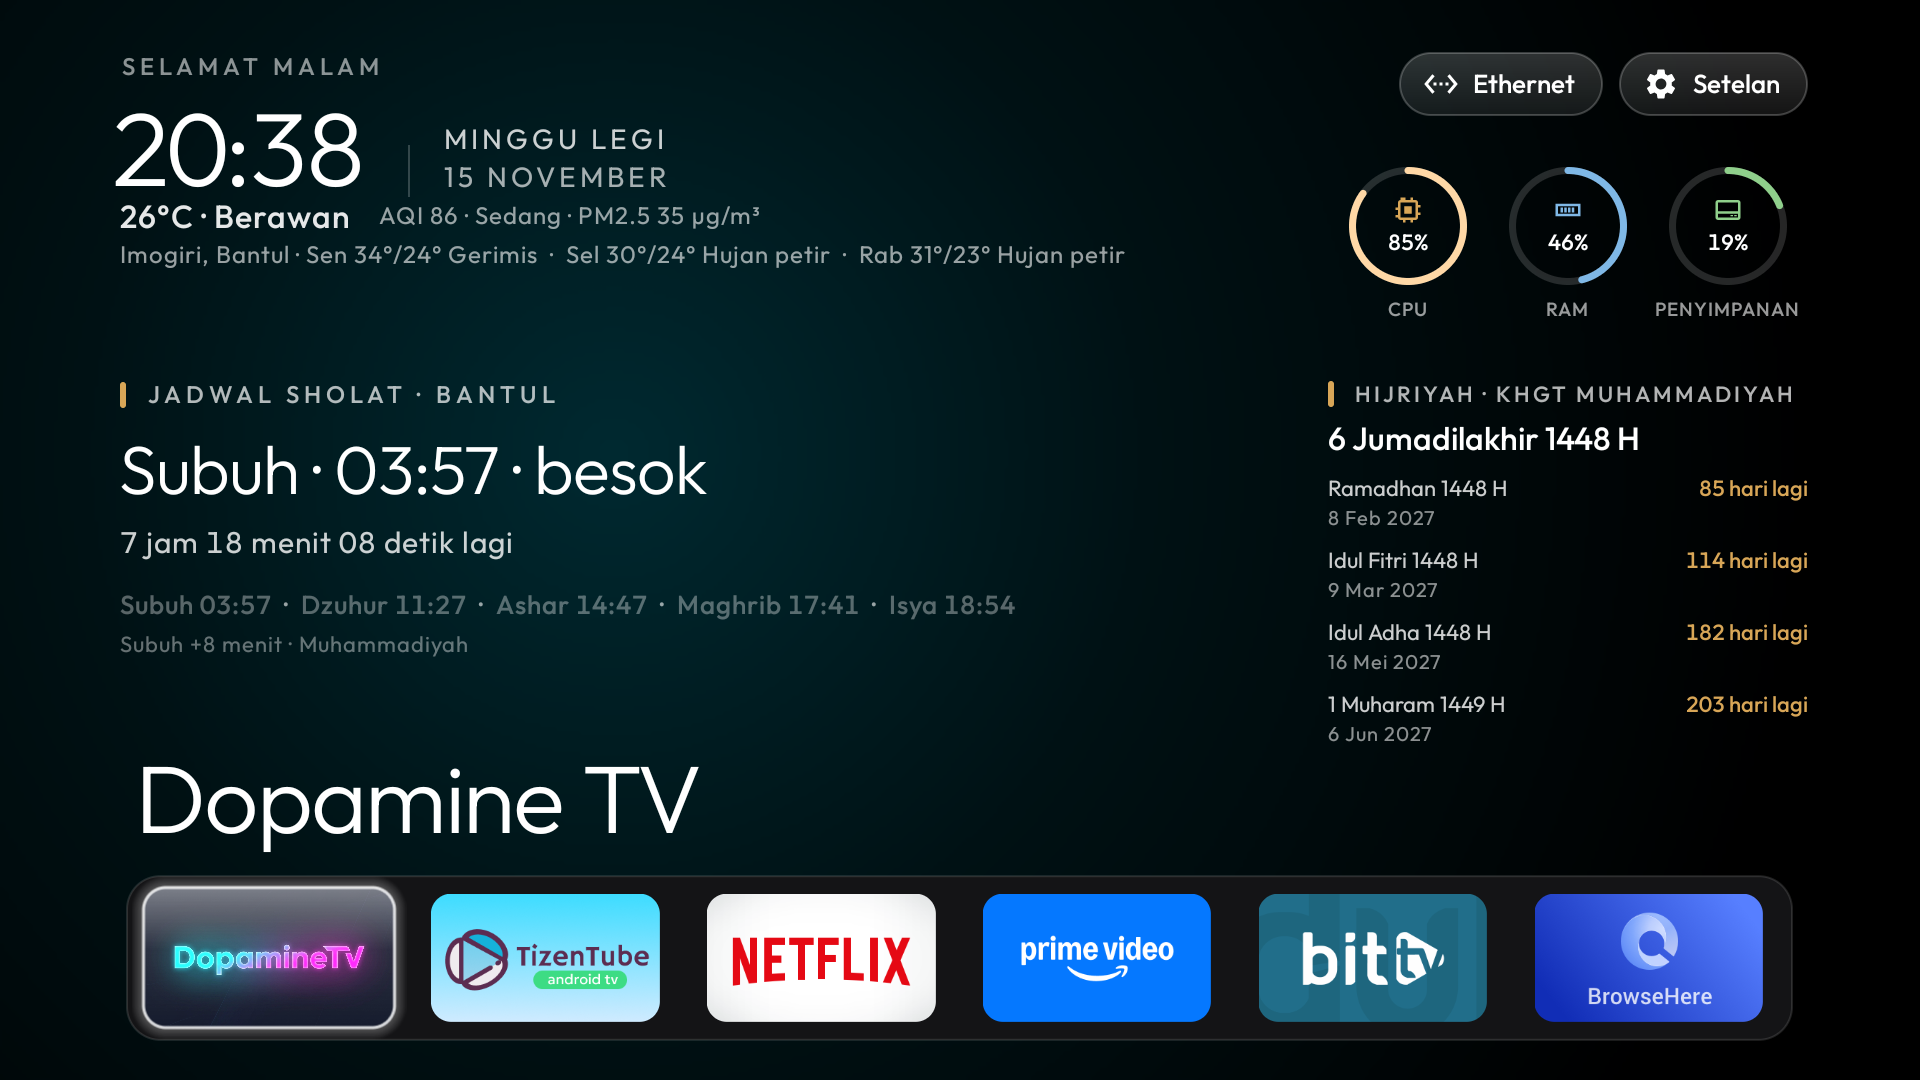 SELAMAT MALAM
20:38
MINGGU LEGI
15 NOVEMBER
26°C · Berawan AQI 86 · Sedang · PM2.5 35 µg/m³
Imogiri, Bantul · Sen 34°/24° Gerimis · Sel 30°/24° Hujan petir · Rab 31°/23° Hujan petir
Ethernet
Setelan
85%
46%
19%
CPU
RAM
PENYIMPANAN
JADWAL SHOLAT · BANTUL
Subuh · 03:57 · besok
7 jam 18 menit 08 detik lagi
Subuh 03:57 · Dzuhur 11:27 · Ashar 14:47 · Maghrib 17:41 · Isya 18:54
Subuh +8 menit · Muhammadiyah
HIJRIYAH · KHGT MUHAMMADIYAH
6 Jumadilakhir 1448 H
Ramadhan 1448 H 85 hari lagi
8 Feb 2027
Idul Fitri 1448 H 114 hari lagi
9 Mar 2027
Idul Adha 1448 H 182 hari lagi
16 Mei 2027
1 Muharam 1449 H 203 hari lagi
6 Jun 2027
Dopamine TV
DopamineTV
TizenTube
android tv
NETFLIX
prime video
bit tv
BrowseHere